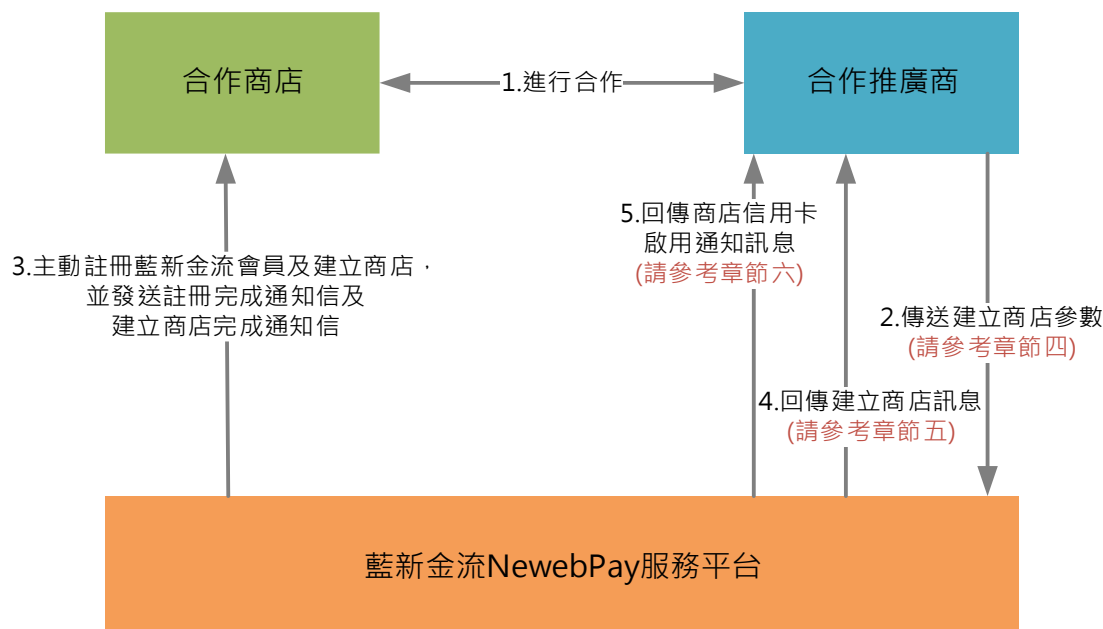 合作商店
1.進行合作
合作推廣商
5.回傳商店信用卡
啟用通知訊息
(請參考章節六)
3.主動註冊藍新金流會員及建立商店，
並發送註冊完成通知信及
建立商店完成通知信
2.傳送建立商店參數
(請參考章節四)
4.回傳建立商店訊息
(請參考章節五)
藍新金流NewebPay服務平台